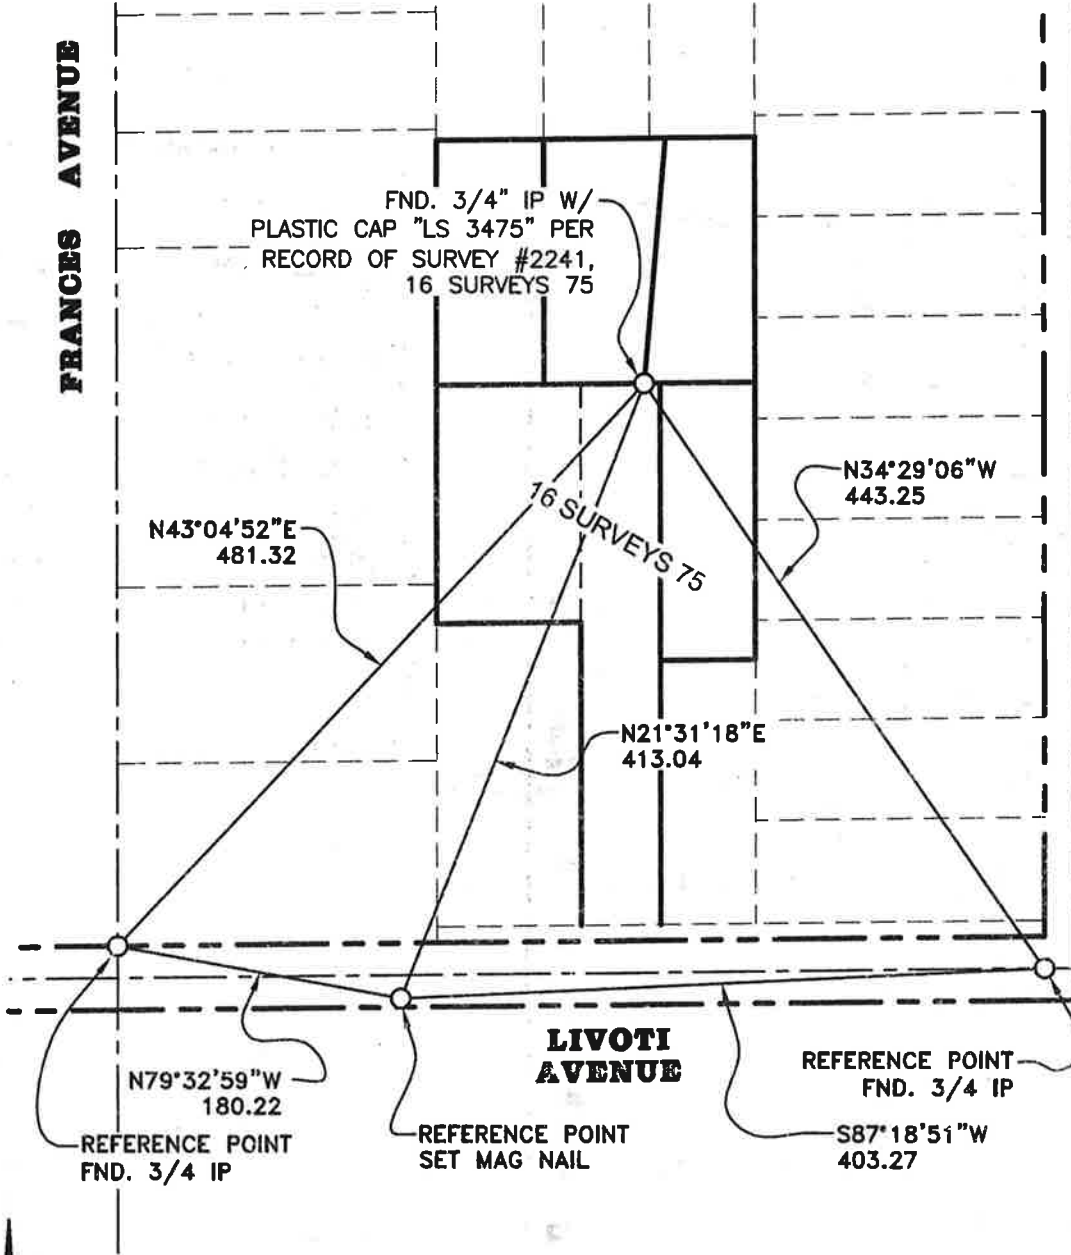 FRANCES AVENUE
FND. 3/4" IP W/
PLASTIC CAP "LS 3475" PER
RECORD OF SURVEY #2241,
16 SURVEYS 75
N34°29'06"W
443.25
16 SURVEYS 75
N43°04'52"E
481.32
N21°31'18"E
413.04
LIVOTI
AVENUE
N79°32'59"W
180.22
REFERENCE POINT
FND. 3/4 IP
REFERENCE POINT
SET MAG NAIL
REFERENCE POINT
FND. 3/4 IP
S87°18'51"W
403.27